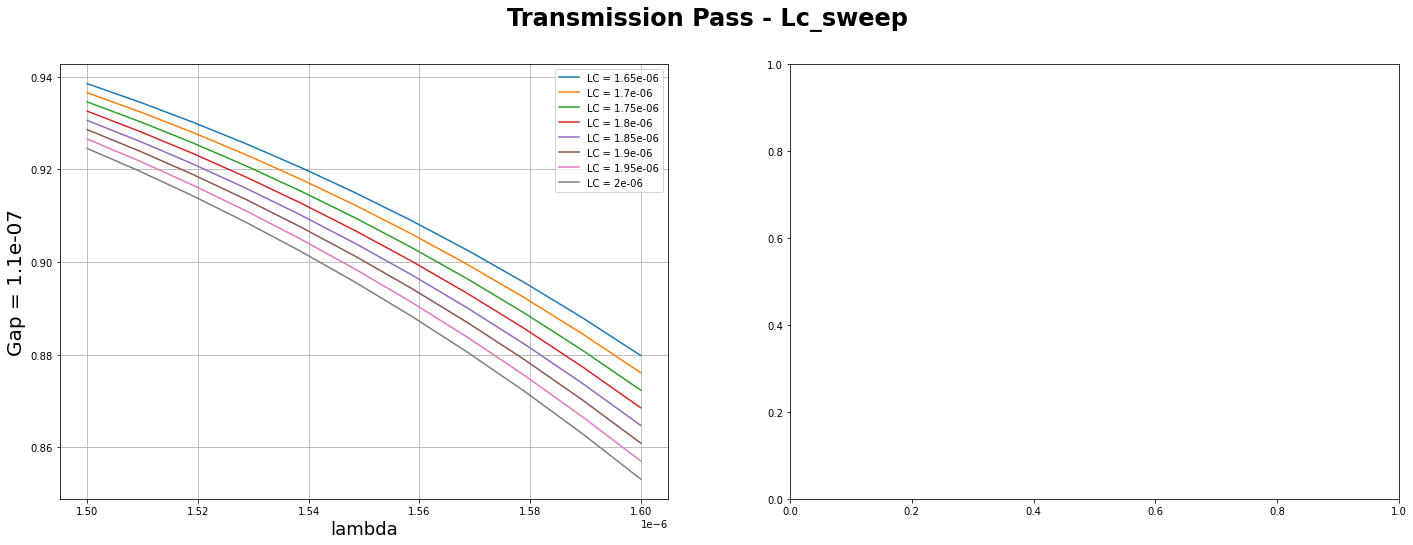 Transmission Pass - Lc_sweep
0.94
0.92
0.90
0.88
0.86
Gap = 1.1e-07
LC = 1.65e-06
LC = 1.7e-06
LC = 1.75e-06
LC = 1.8e-06
LC = 1.85e-06
LC = 1.9e-06
LC = 1.95e-06
LC = 2e-06
1.50 1.52 1.54 1.56 1.58 1.60
1e−6
lambda
1.0
0.8
0.6
0.4
0.2
0.0
0.0 0.2 0.4 0.6 0.8 1.0